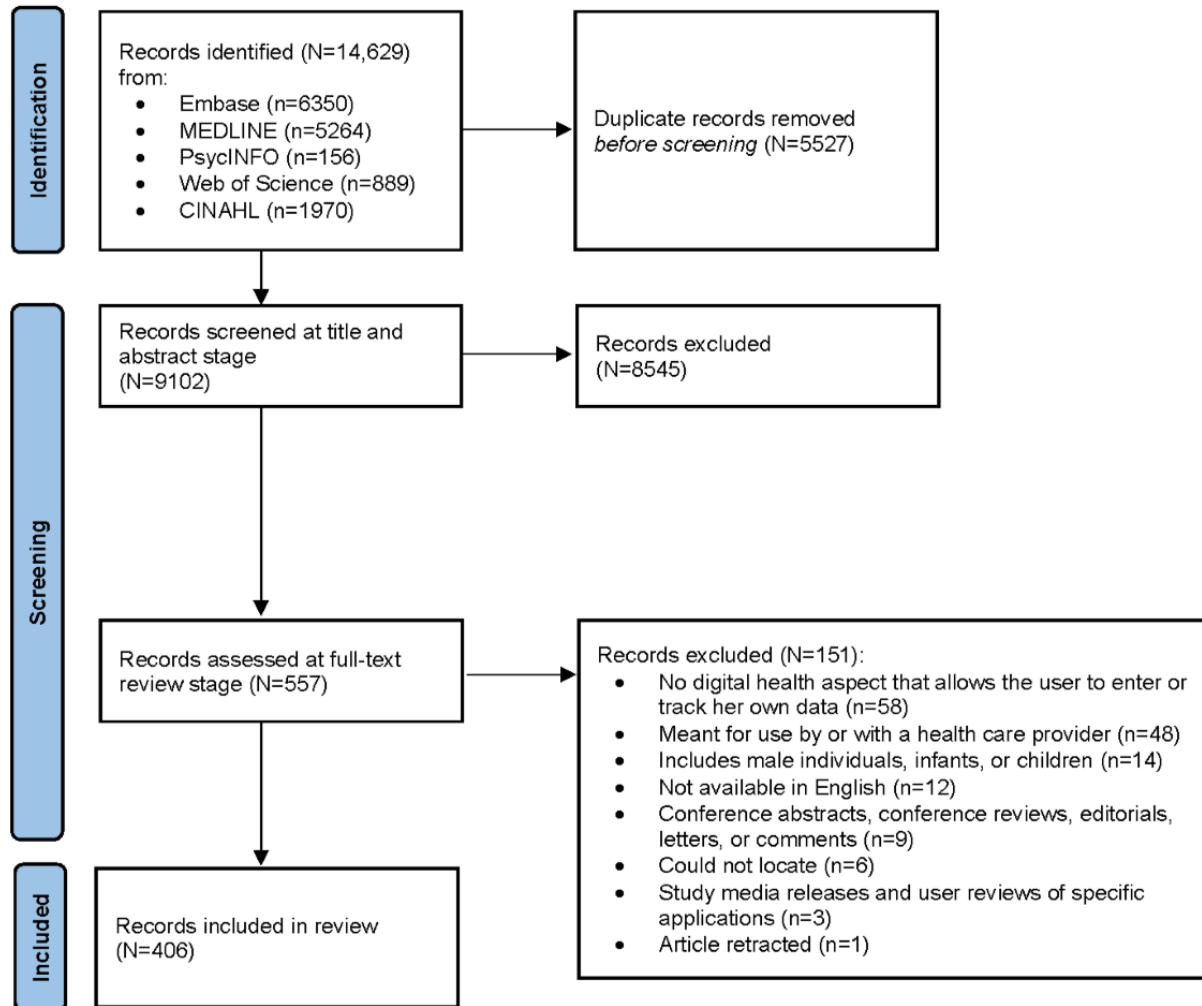 Identification
Records identified (N=14,629)
from:
• Embase (n=6350)
• MEDLINE (n=5264)
• PsycINFO (n=156)
• Web of Science (n=889)
• CINAHL (n=1970)
Duplicate records removed
before screening (N=5527)
Screening
Records screened at title and
abstract stage
(N=9102)
Records excluded
(N=8545)
Records assessed at full-text
review stage (N=557)
Records excluded (N=151):
• No digital health aspect that allows the user to enter or
track her own data (n=58)
• Meant for use by or with a health care provider (n=48)
• Includes male individuals, infants, or children (n=14)
• Not available in English (n=12)
• Conference abstracts, conference reviews, editorials,
letters, or comments (n=9)
• Could not locate (n=6)
• Study media releases and user reviews of specific
applications (n=3)
• Article retracted (n=1)
Included
Records included in review
(N=406)